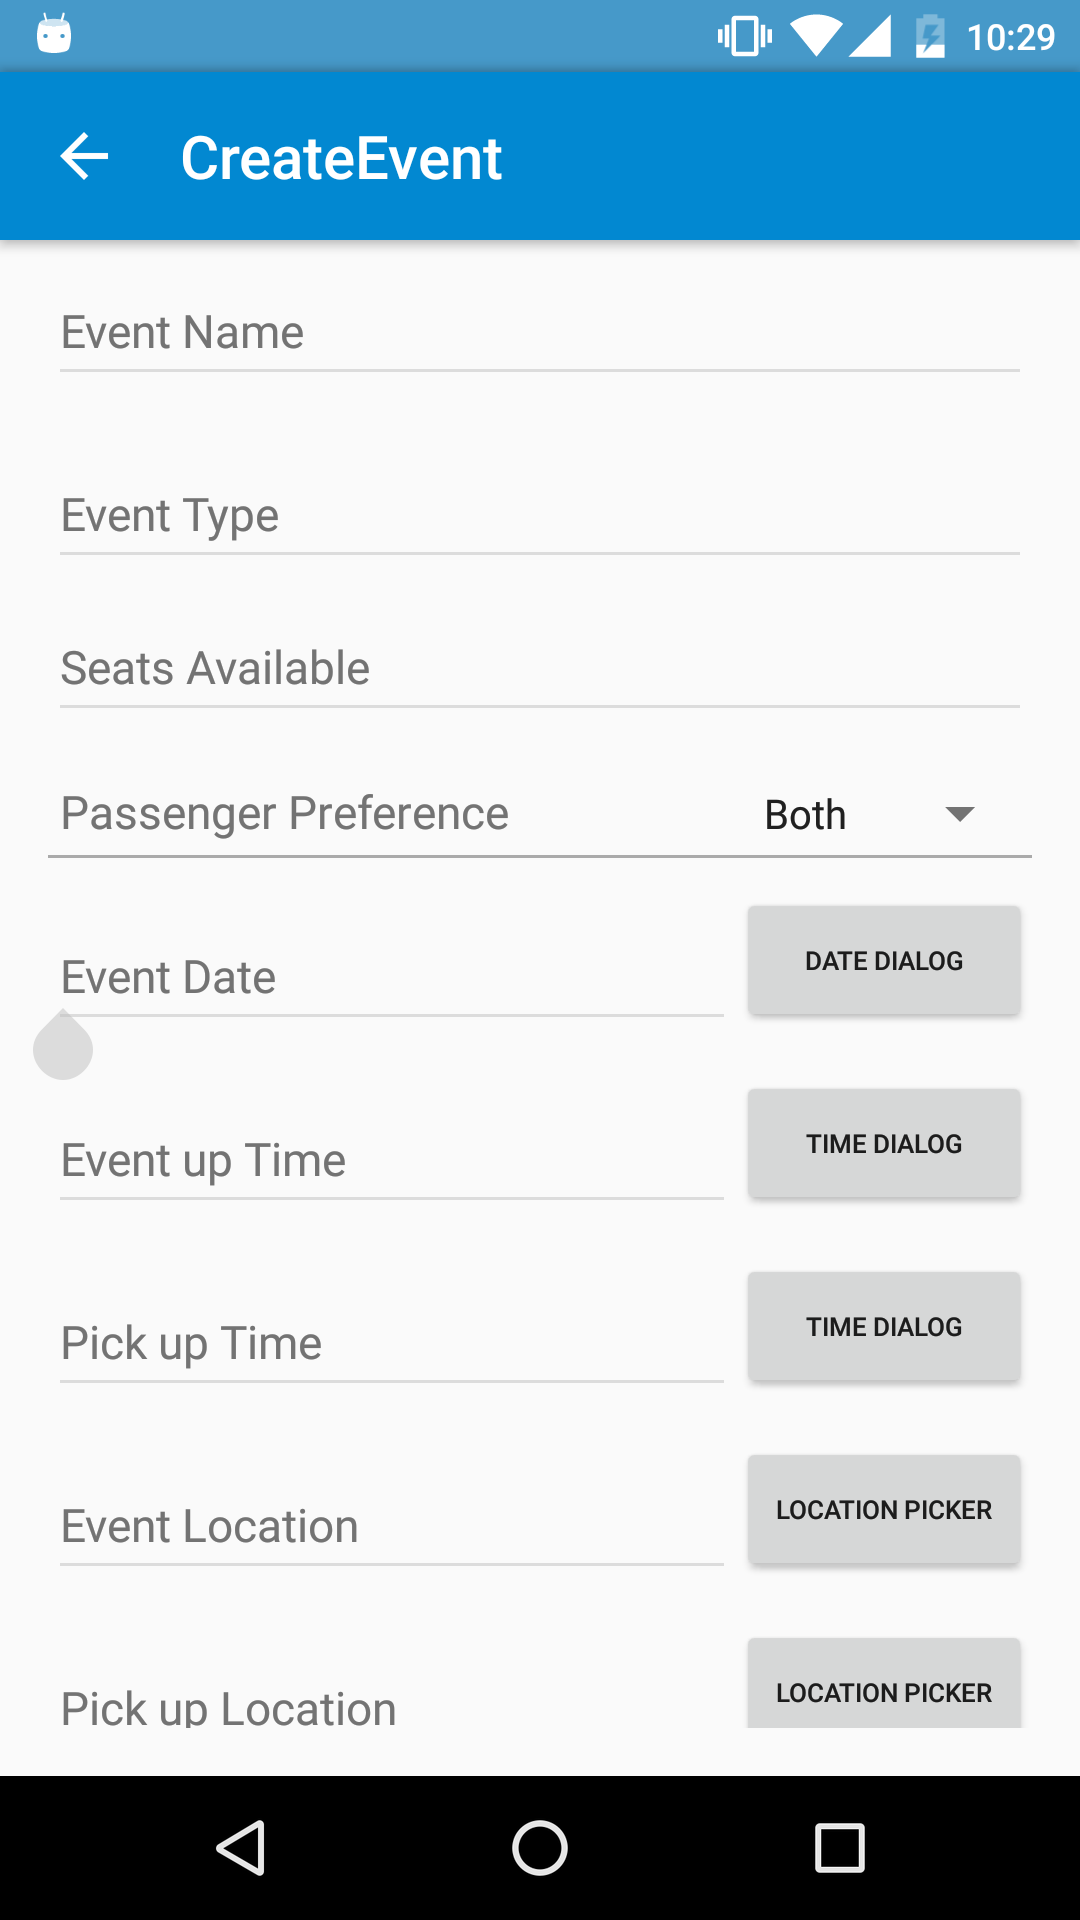 10:29
CreateEvent
Event Name
Event Type
Seats Available
Passenger Preference Both
Event Date DATE DIALOG
Event up Time TIME DIALOG
Pick up Time TIME DIALOG
Event Location LOCATION PICKER
Pick up Location LOCATION PICKER